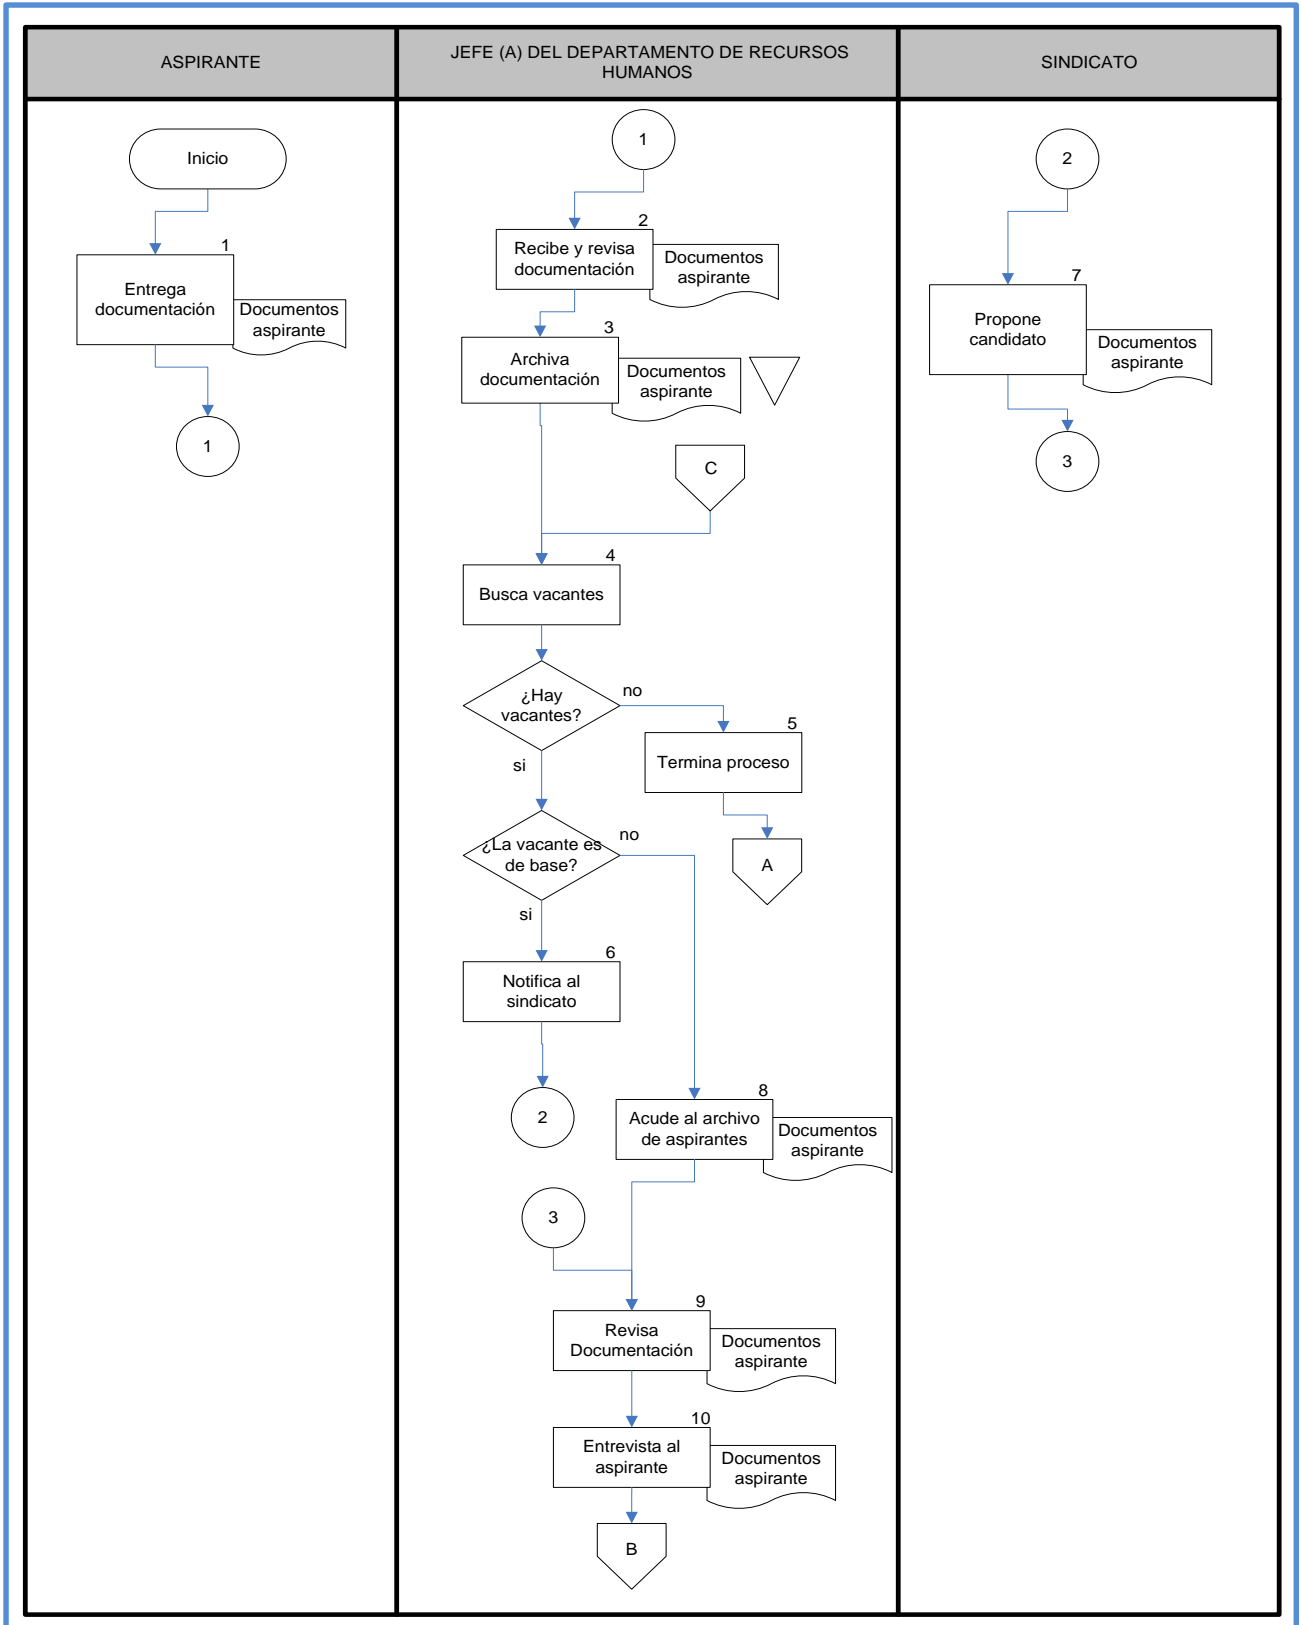 ASPIRANTE
JEFE (A) DEL DEPARTAMENTO DE RECURSOS
HUMANOS
SINDICATO
Inicio
1
Entrega
documentación
Documentos
aspirante
1
1
2
Recibe y revisa
documentación
Documentos
aspirante
3
Archiva
documentación
Documentos
aspirante
C
4
Busca vacantes
¿Hay
vacantes?
no
si
5
Termina proceso
A
¿La vacante es
de base?
no
si
6
Notifica al
sindicato
2
8
Acude al archivo
de aspirantes
Documentos
aspirante
3
9
Revisa
Documentación
Documentos
aspirante
10
Entrevista al
aspirante
Documentos
aspirante
B
2
7
Propone
candidato
Documentos
aspirante
3